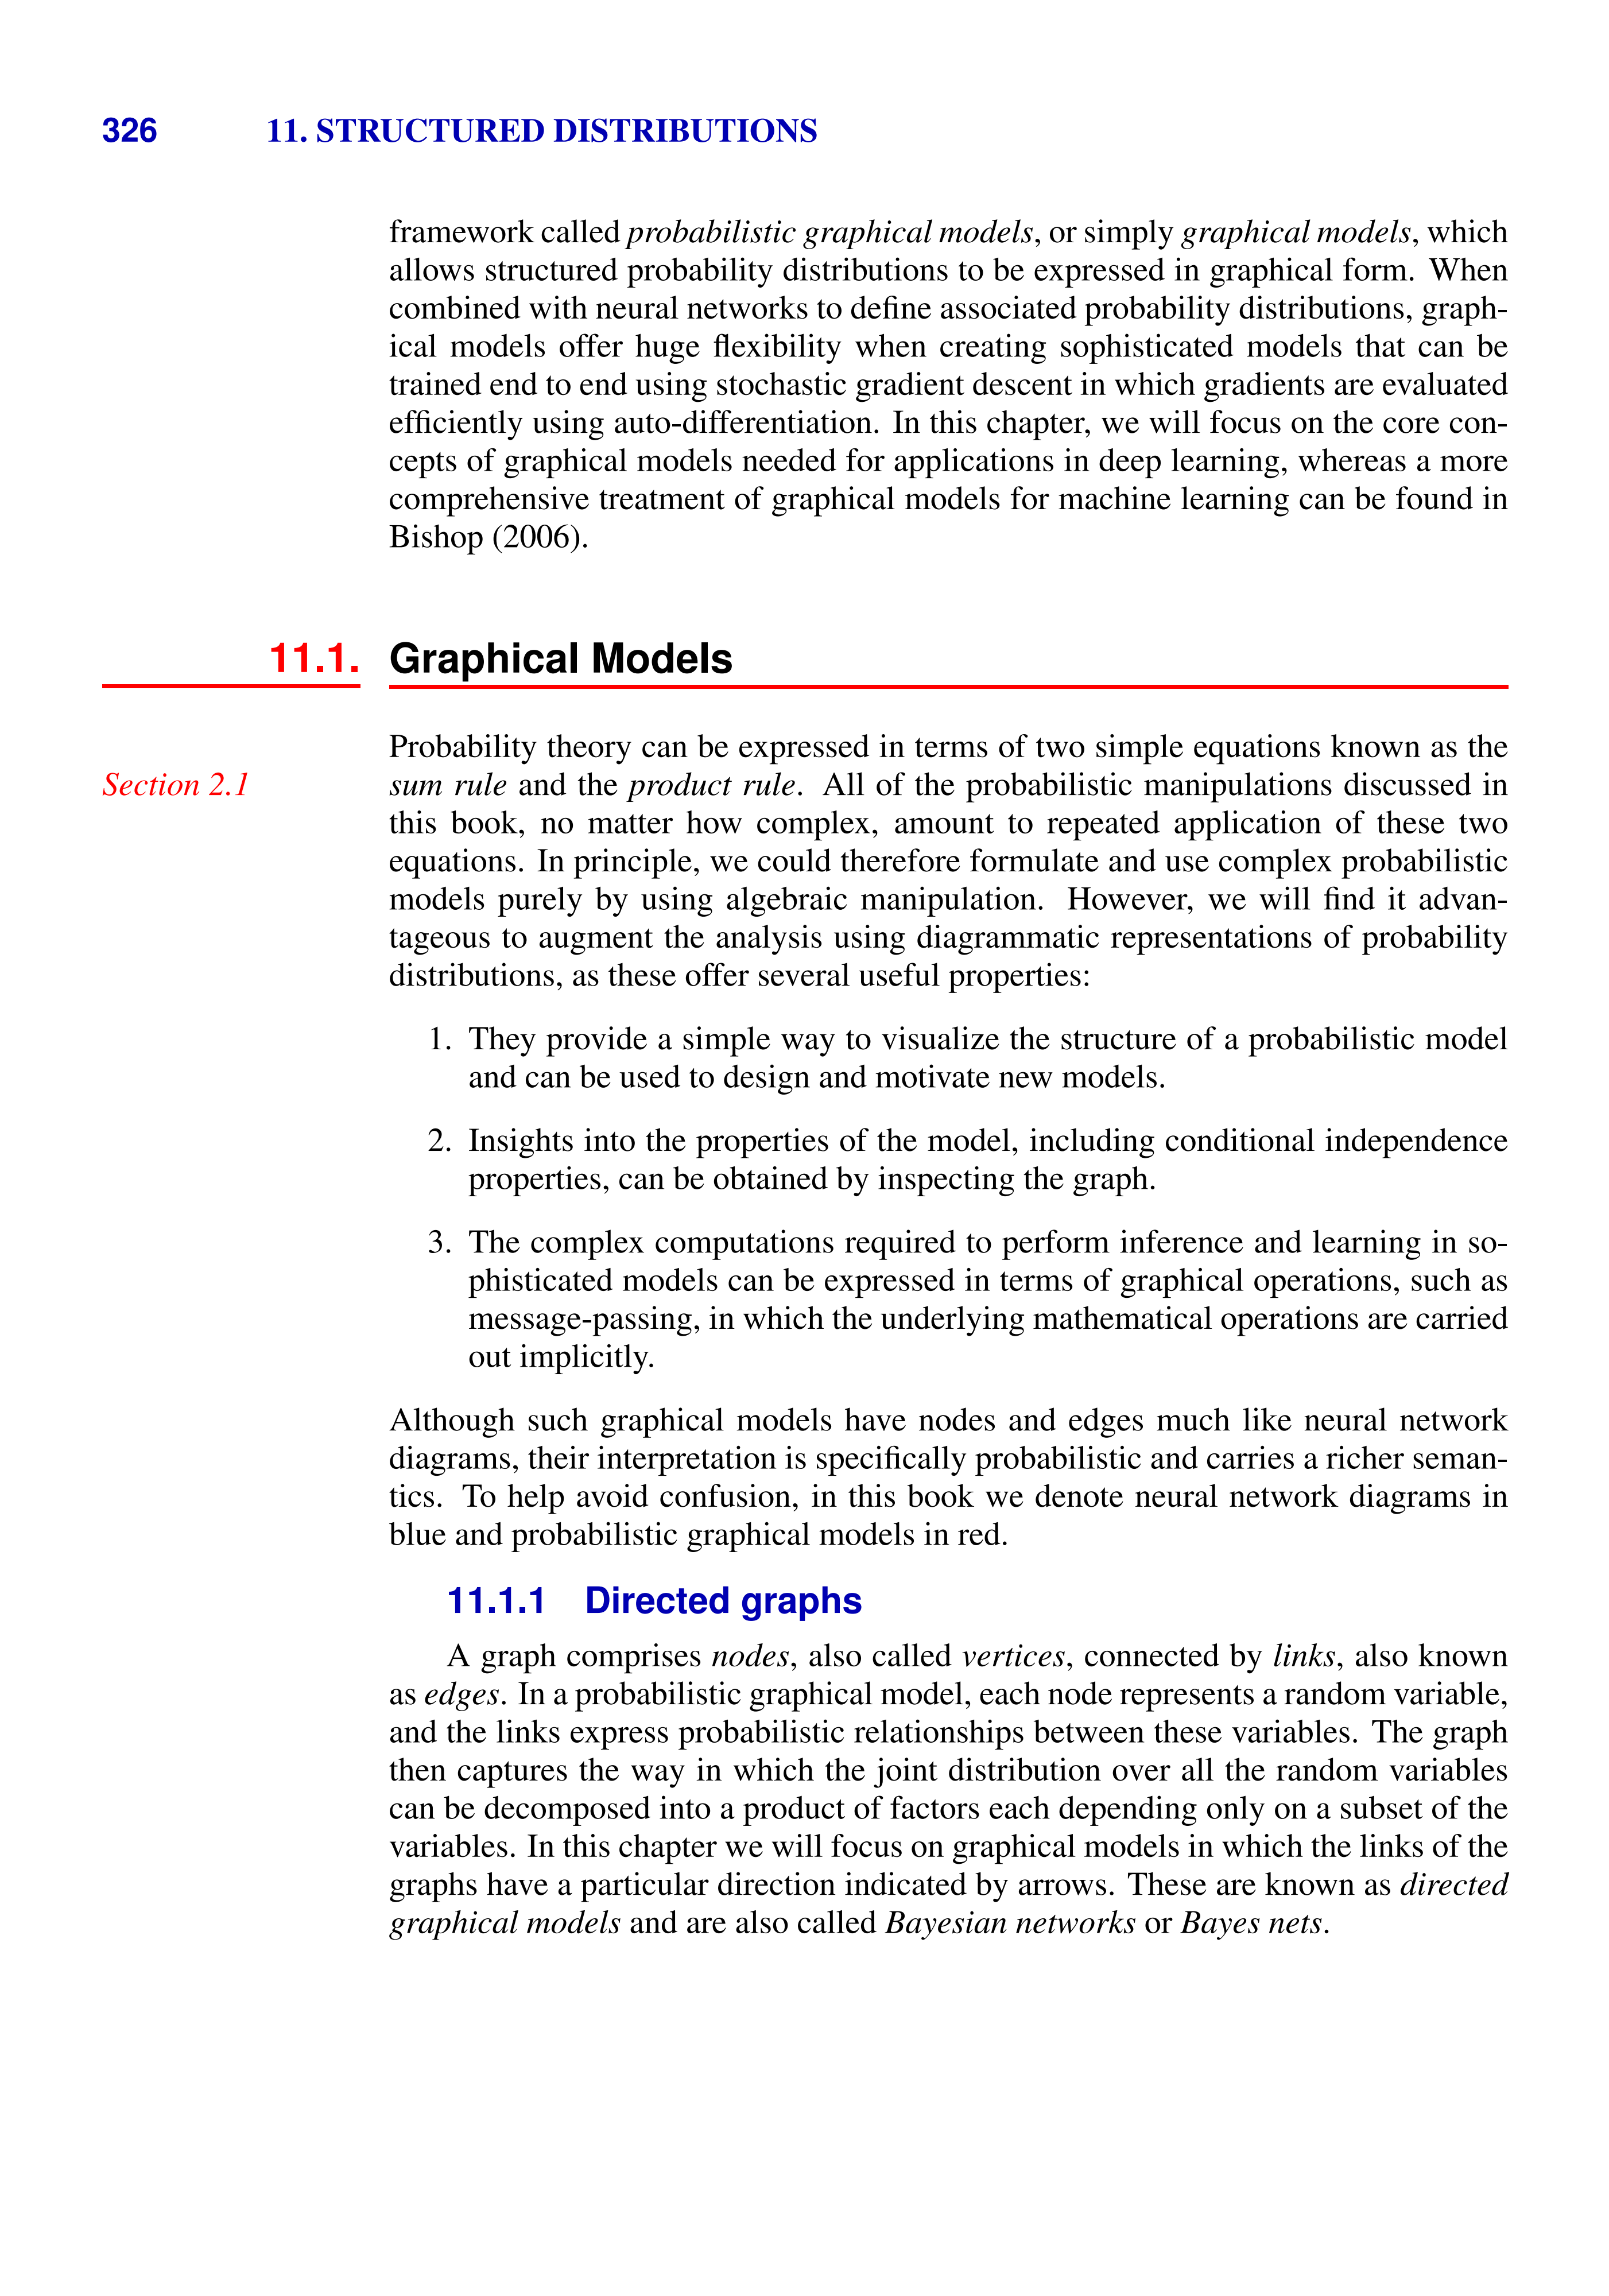 326 11. STRUCTURED DISTRIBUTIONS
framework called probabilistic graphical models, or simply graphical models, which
allows structured probability distributions to be expressed in graphical form. When
combined with neural networks to define associated probability distributions, graph-
ical models offer huge flexibility when creating sophisticated models that can be
trained end to end using stochastic gradient descent in which gradients are evaluated
efficiently using auto-differentiation. In this chapter, we will focus on the core con-
cepts of graphical models needed for applications in deep learning, whereas a more
comprehensive treatment of graphical models for machine learning can be found in
Bishop (2006).
11.1. Graphical Models
Probability theory can be expressed in terms of two simple equations known as the
Section 2.1
sum rule and the product rule. All of the probabilistic manipulations discussed in
this book, no matter how complex, amount to repeated application of these two
equations. In principle, we could therefore formulate and use complex probabilistic
models purely by using algebraic manipulation. However, we will find it advan-
tageous to augment the analysis using diagrammatic representations of probability
distributions, as these offer several useful properties:
1. They provide a simple way to visualize the structure of a probabilistic model
and can be used to design and motivate new models.
2. Insights into the properties of the model, including conditional independence
properties, can be obtained by inspecting the graph.
3. The complex computations required to perform inference and learning in so-
phisticated models can be expressed in terms of graphical operations, such as
message-passing, in which the underlying mathematical operations are carried
out implicitly.
Although such graphical models have nodes and edges much like neural network
diagrams, their interpretation is specifically probabilistic and carries a richer seman-
tics. To help avoid confusion, in this book we denote neural network diagrams in
blue and probabilistic graphical models in red.
11.1.1 Directed graphs
A graph comprises nodes, also called vertices, connected by links, also known
as edges. In a probabilistic graphical model, each node represents a random variable,
and the links express probabilistic relationships between these variables. The graph
then captures the way in which the joint distribution over all the random variables
can be decomposed into a product of factors each depending only on a subset of the
variables. In this chapter we will focus on graphical models in which the links of the
graphs have a particular direction indicated by arrows. These are known as directed
graphical models and are also called Bayesian networks or Bayes nets.